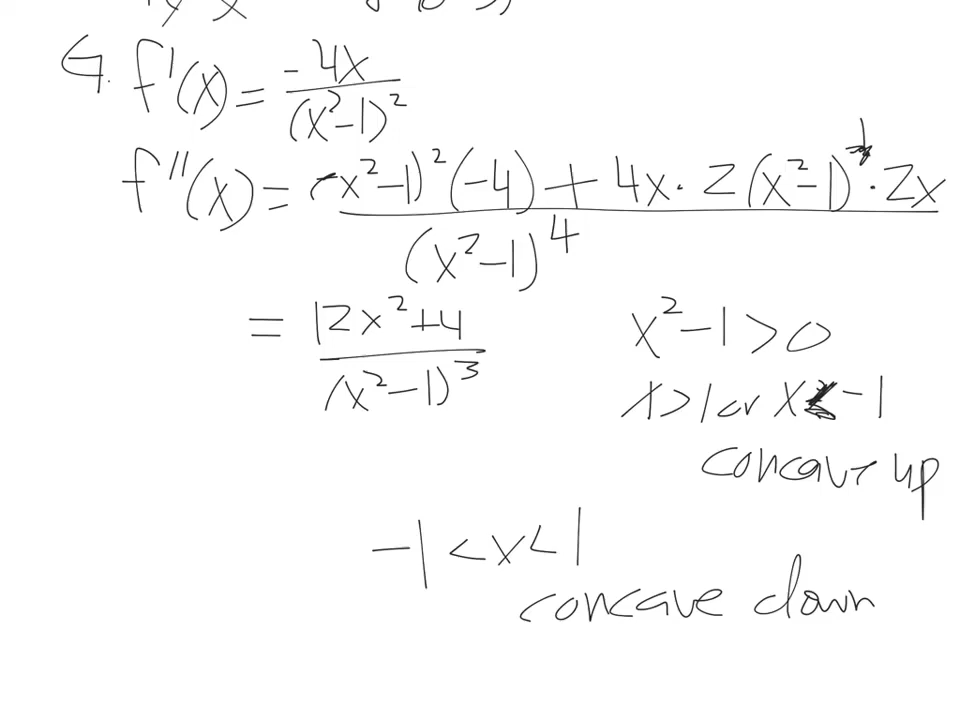 G. f'(x) = -4x / (x²-1)²
f''(x) = (x²-1)²(-4) + 4x · 2(x²-1) · 2x / (x²-1)⁴
= 12x²+4 / (x²-1)³
x²-1>0
x>1 or x<-1
concave up
-1<x<1
concave down